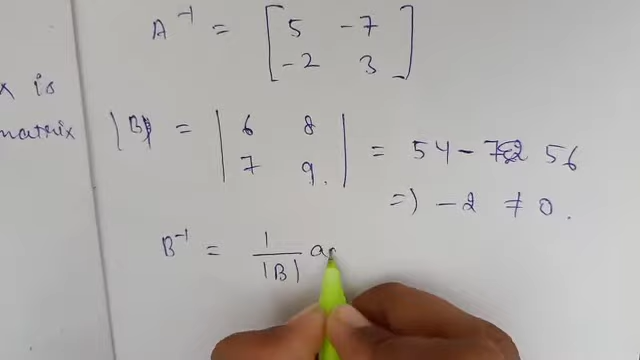 A⁻¹ = [ 5 -7
-2 3 ]
x is
matrix
|B| = | 6 8
7 9 | = 54 - 56
=) -2 ≠ 0.
B⁻¹ = 1/|B| a